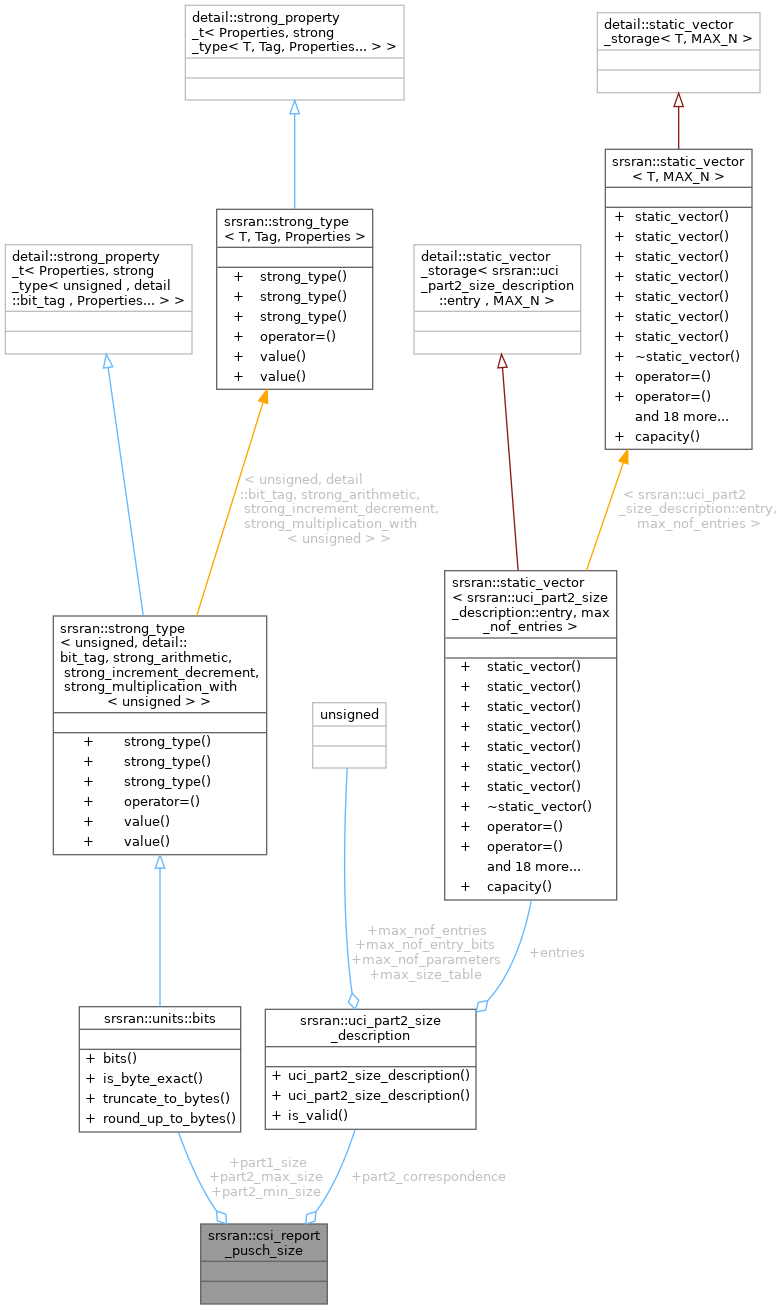 detail::strong_property
_t< Properties, strong
_type< T, Tag, Properties... > >
detail::static_vector
_storage< T, MAX_N >
srsran::static_vector
< T, MAX_N >
+ static_vector()
+ static_vector()
+ static_vector()
+ static_vector()
+ static_vector()
+ static_vector()
+ static_vector()
+ ~static_vector()
+ operator=()
+ operator=()
and 18 more...
+ capacity()
srsran::strong_type
< T, Tag, Properties >
+ strong_type()
+ strong_type()
+ strong_type()
+ operator=()
+ value()
+ value()
detail::strong_property
_t< Properties, strong
_type< unsigned , detail
::bit_tag , Properties... > >
detail::static_vector
_storage< srsran::uci
_part2_size_description
::entry , MAX_N >
< unsigned, detail
::bit_tag, strong_arithmetic,
strong_increment_decrement,
strong_multiplication_with
< unsigned > >
< srsran::uci_part2
_size_description::entry,
max_nof_entries >
srsran::strong_type
< unsigned, detail::
bit_tag, strong_arithmetic,
strong_increment_decrement,
strong_multiplication_with
< unsigned > >
+ strong_type()
+ strong_type()
+ strong_type()
+ operator=()
+ value()
+ value()
unsigned
srsran::static_vector
< srsran::uci_part2_size
_description::entry, max
_nof_entries >
+ static_vector()
+ static_vector()
+ static_vector()
+ static_vector()
+ static_vector()
+ static_vector()
+ static_vector()
+ ~static_vector()
+ operator=()
+ operator=()
and 18 more...
+ capacity()
+max_nof_entries
+max_nof_entry_bits
+max_nof_parameters
+max_size_table
+entries
srsran::units::bits
+ bits()
+ is_byte_exact()
+ truncate_to_bytes()
+ round_up_to_bytes()
srsran::uci_part2_size
_description
+ uci_part2_size_description()
+ uci_part2_size_description()
+ is_valid()
+part1_size
+part2_max_size
+part2_min_size
+part2_correspondence
srsran::csi_report
_pusch_size